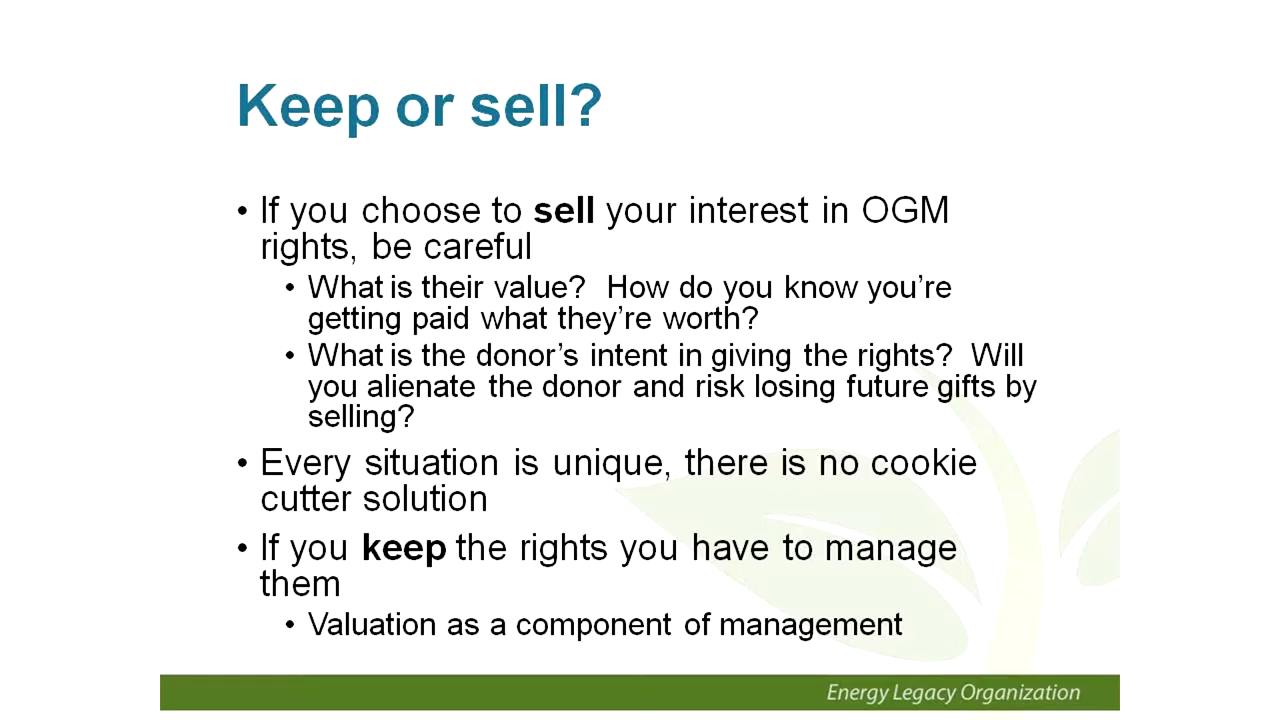 Keep or sell?
• If you choose to sell your interest in OGM
rights, be careful
• What is their value?  How do you know you’re
getting paid what they’re worth?
• What is the donor’s intent in giving the rights?  Will
you alienate the donor and risk losing future gifts by
selling?
• Every situation is unique, there is no cookie
cutter solution
• If you keep the rights you have to manage
them
• Valuation as a component of management
Energy Legacy Organization